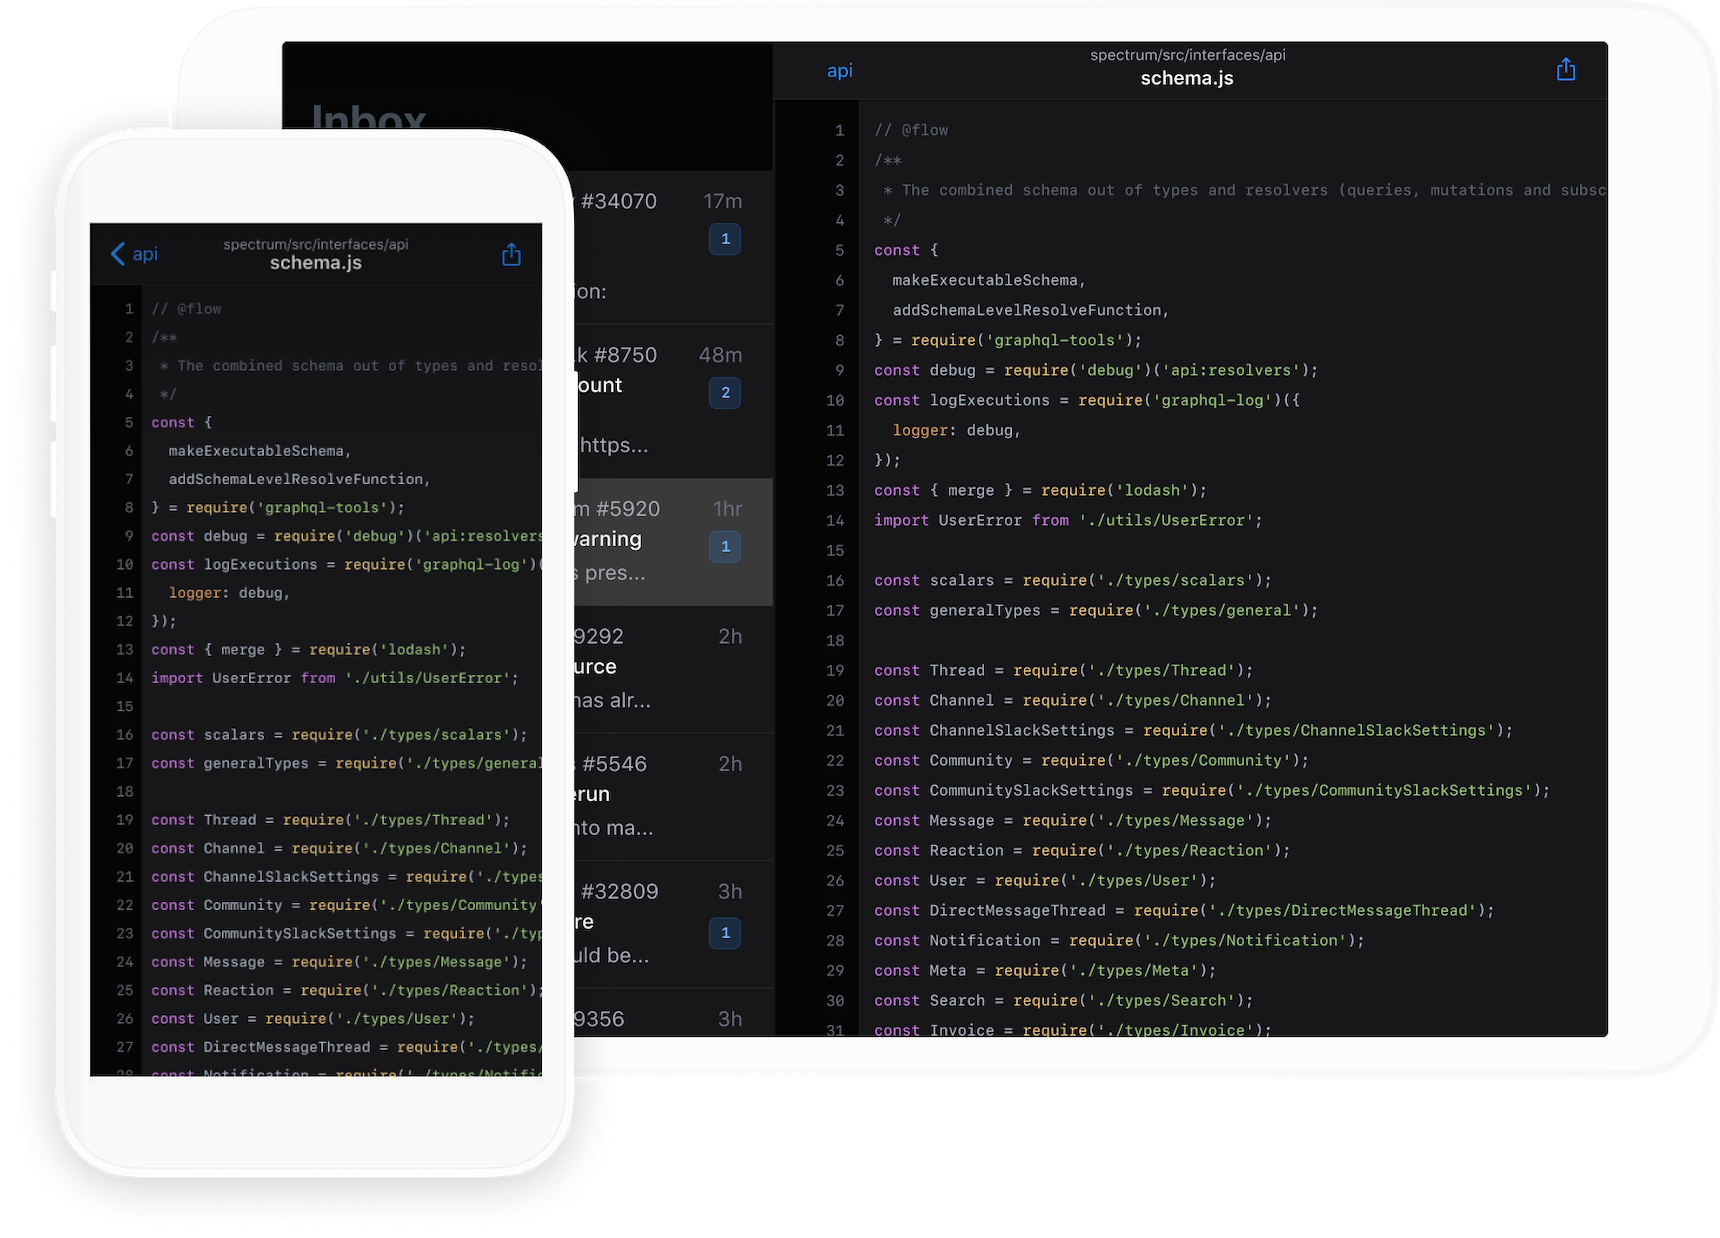 api
spectrum/src/interfaces/api
schema.js
1 // @flow
2 /**
3  * The combined schema out of types and resol
4  */
5 const {
6   makeExecutableSchema,
7   addSchemaLevelResolveFunction,
8 } = require('graphql-tools');
9 const debug = require('debug')('api:resolvers
10 const logExecutions = require('graphql-log')(
11   logger: debug,
12 });
13 const { merge } = require('lodash');
14 import UserError from './utils/UserError';
15
16 const scalars = require('./types/scalars');
17 const generalTypes = require('./types/general
18
19 const Thread = require('./types/Thread');
20 const Channel = require('./types/Channel');
21 const ChannelSlackSettings = require('./types
22 const Community = require('./types/Community'
23 const CommunitySlackSettings = require('./typ
24 const Message = require('./types/Message');
25 const Reaction = require('./types/Reaction');
26 const User = require('./types/User');
27 const DirectMessageThread = require('./types/
28 const Notification = require('./types/Notific
Inbox
#34070 17m
1
ion:
k #8750 48m
ount
2
https...
m #5920 1hr
warning
1
s pres...
9292 2h
urce
has alr...
s #5546 2h
erun
nto ma...
#32809 3h
re
1
uld be...
9356 3h
api
spectrum/src/interfaces/api
schema.js
1 // @flow
2 /**
3  * The combined schema out of types and resolvers (queries, mutations and subsc
4  */
5 const {
6   makeExecutableSchema,
7   addSchemaLevelResolveFunction,
8 } = require('graphql-tools');
9 const debug = require('debug')('api:resolvers');
10 const logExecutions = require('graphql-log')({
11   logger: debug,
12 });
13 const { merge } = require('lodash');
14 import UserError from './utils/UserError';
15
16 const scalars = require('./types/scalars');
17 const generalTypes = require('./types/general');
18
19 const Thread = require('./types/Thread');
20 const Channel = require('./types/Channel');
21 const ChannelSlackSettings = require('./types/ChannelSlackSettings');
22 const Community = require('./types/Community');
23 const CommunitySlackSettings = require('./types/CommunitySlackSettings');
24 const Message = require('./types/Message');
25 const Reaction = require('./types/Reaction');
26 const User = require('./types/User');
27 const DirectMessageThread = require('./types/DirectMessageThread');
28 const Notification = require('./types/Notification');
29 const Meta = require('./types/Meta');
30 const Search = require('./types/Search');
31 const Invoice = require('./types/Invoice');